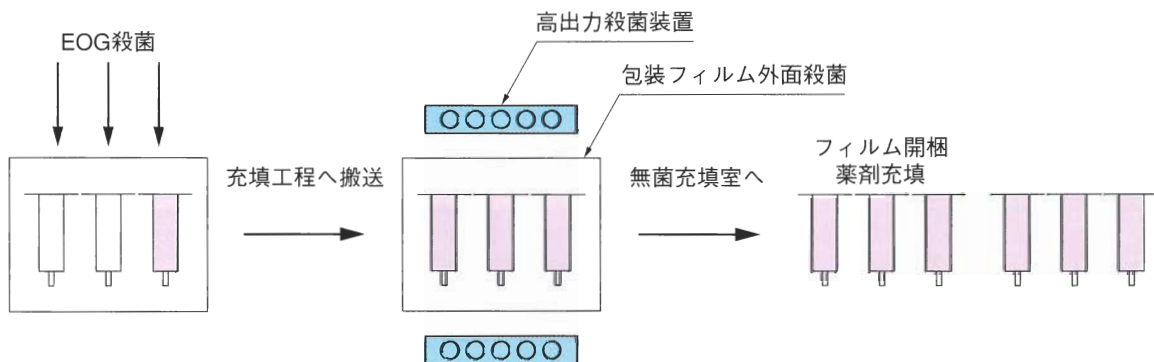 高出力殺菌装置
EOG殺菌
包装フィルム外面殺菌
充填工程へ搬送
無菌充填室へ
フィルム開梱
薬剤充填